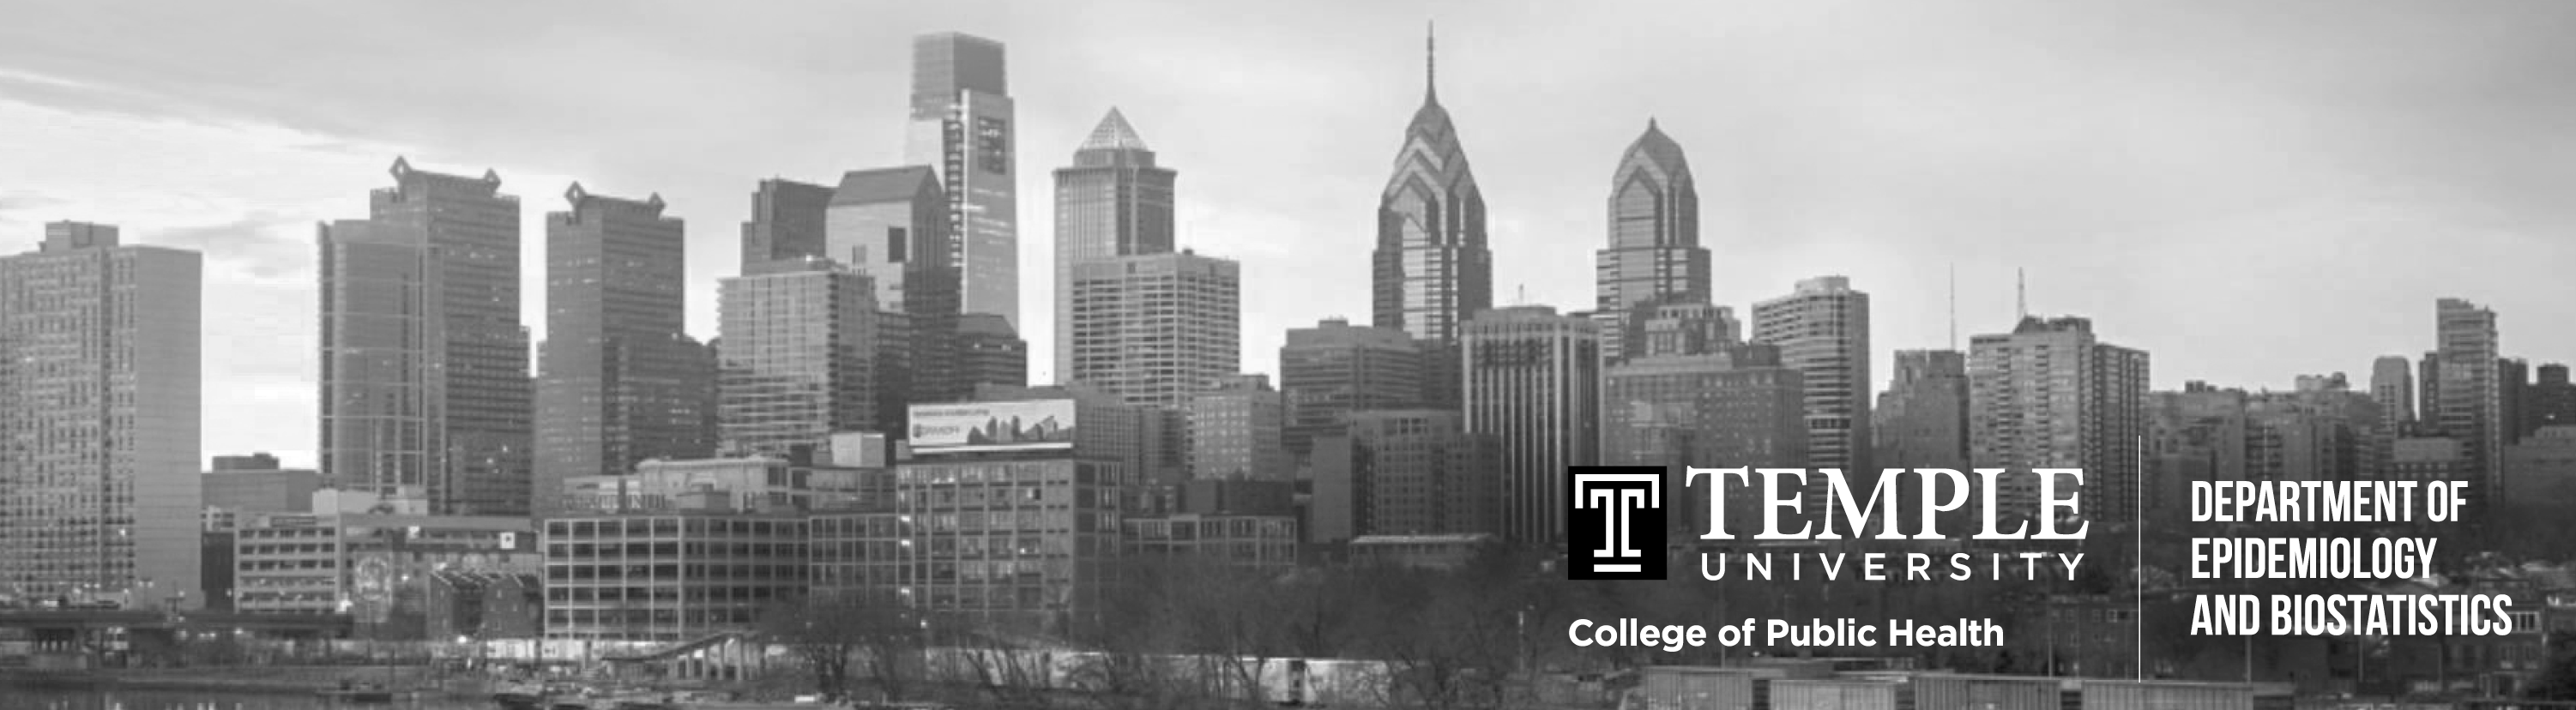 TEMPLE
UNIVERSITY
College of Public Health
DEPARTMENT OF
EPIDEMIOLOGY
AND BIOSTATISTICS